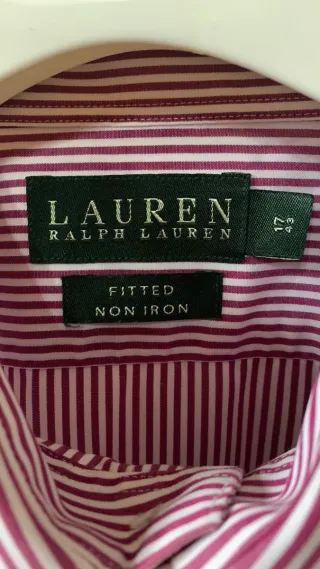 LAUREN
RALPH LAUREN
17
43
FITTED
NON IRON